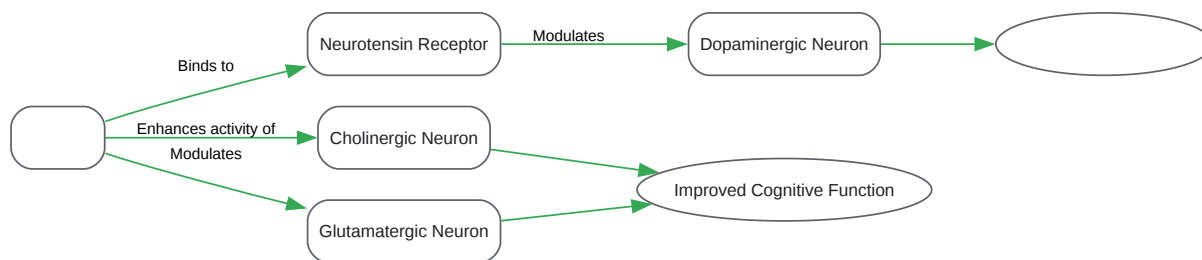 Neurotensin Receptor
Modulates
Dopaminergic Neuron
Binds to
Enhances activity of
Cholinergic Neuron
Modulates
Improved Cognitive Function
Glutamatergic Neuron